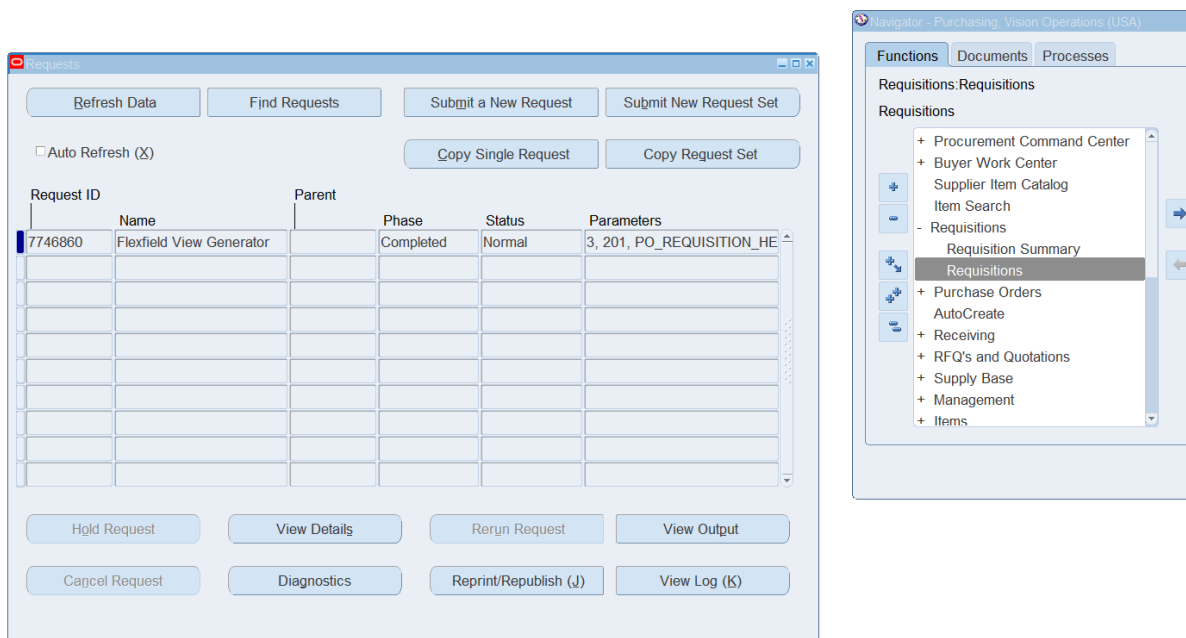 Requests
Refresh Data
Find Requests
Submit a New Request
Submit New Request Set
Auto Refresh (X)
Copy Single Request
Copy Request Set
Request ID
Parent
Name
Phase
Status
Parameters
7746860
Flexfield View Generator
Completed
Normal
3, 201, PO_REQUISITION_HE
Hold Request
View Details
Rerun Request
View Output
Cancel Request
Diagnostics
Reprint/Republish (J)
View Log (K)
Navigator - Purchasing, Vision Operations (USA)
Functions
Documents
Processes
Requisitions:Requisitions
Requisitions
+ Procurement Command Center
+ Buyer Work Center
Supplier Item Catalog
Item Search
- Requisitions
Requisition Summary
Requisitions
+ Purchase Orders
AutoCreate
+ Receiving
+ RFQ's and Quotations
+ Supply Base
+ Management
+ Items